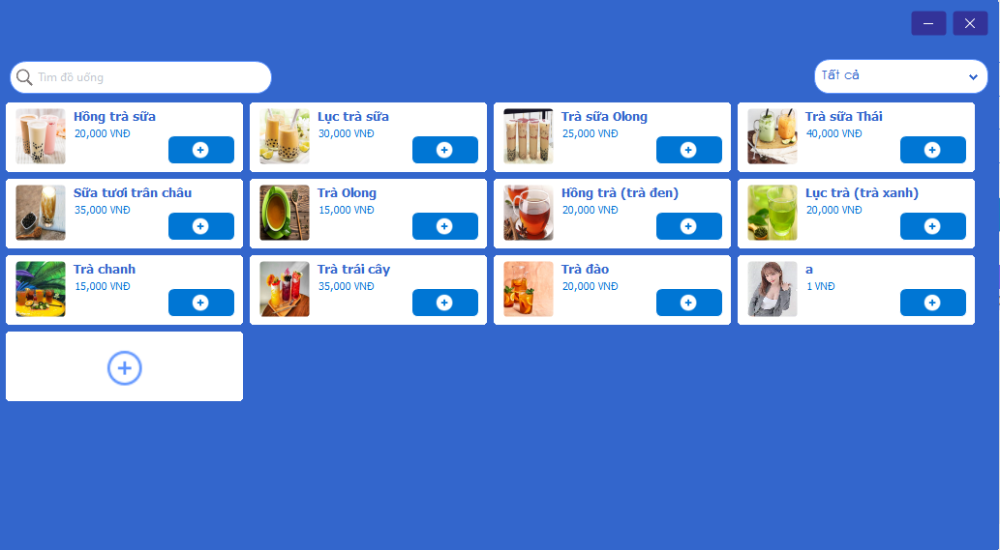 Tìm đồ uống
Tất cả
Hồng trà sữa
20,000 VNĐ
Lục trà sữa
30,000 VNĐ
Trà sữa Olong
25,000 VNĐ
Trà sữa Thái
40,000 VNĐ
Sữa tươi trân châu
35,000 VNĐ
Trà Olong
15,000 VNĐ
Hồng trà (trà đen)
20,000 VNĐ
Lục trà (trà xanh)
20,000 VNĐ
Trà chanh
15,000 VNĐ
Trà trái cây
35,000 VNĐ
Trà đào
20,000 VNĐ
a
1 VNĐ